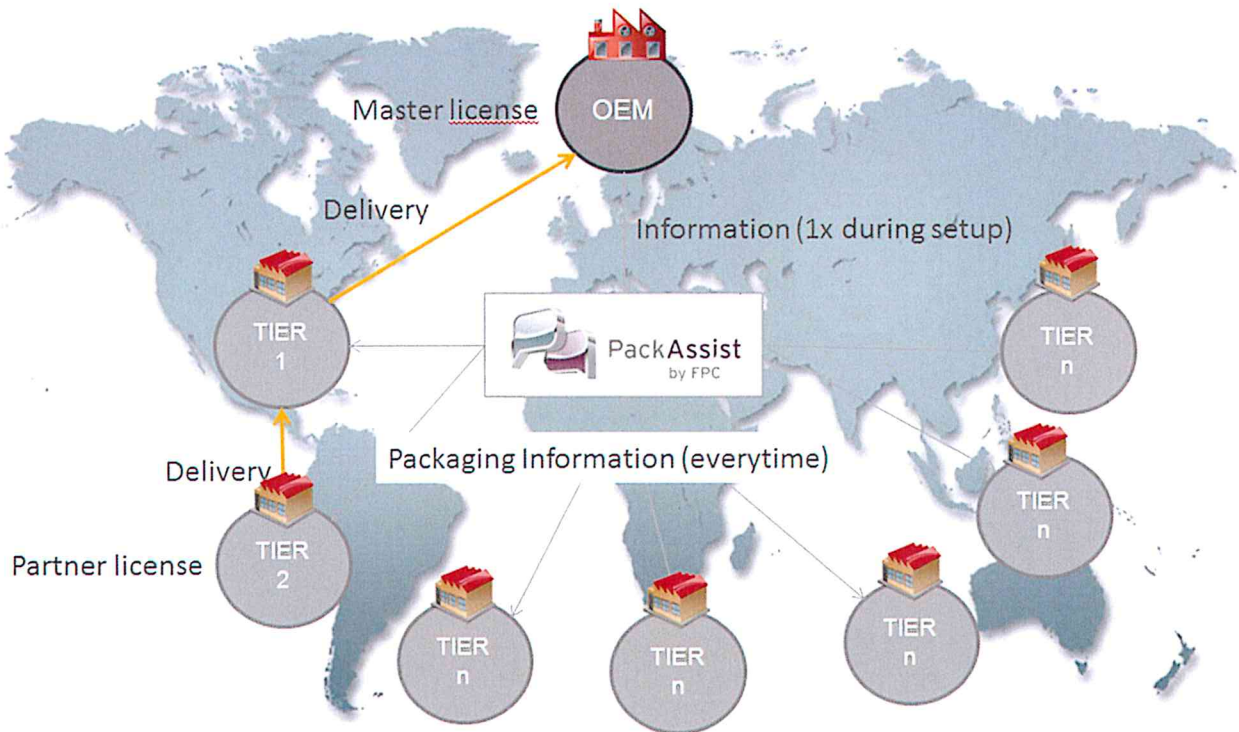 OEM
Master license
Delivery
Information (1x during setup)
TIER
1
PackAssist
by FPC
TIER
n
Packaging Information (everytime)
Delivery
TIER
n
TIER
2
Partner license
TIER
n
TIER
n
TIER
n